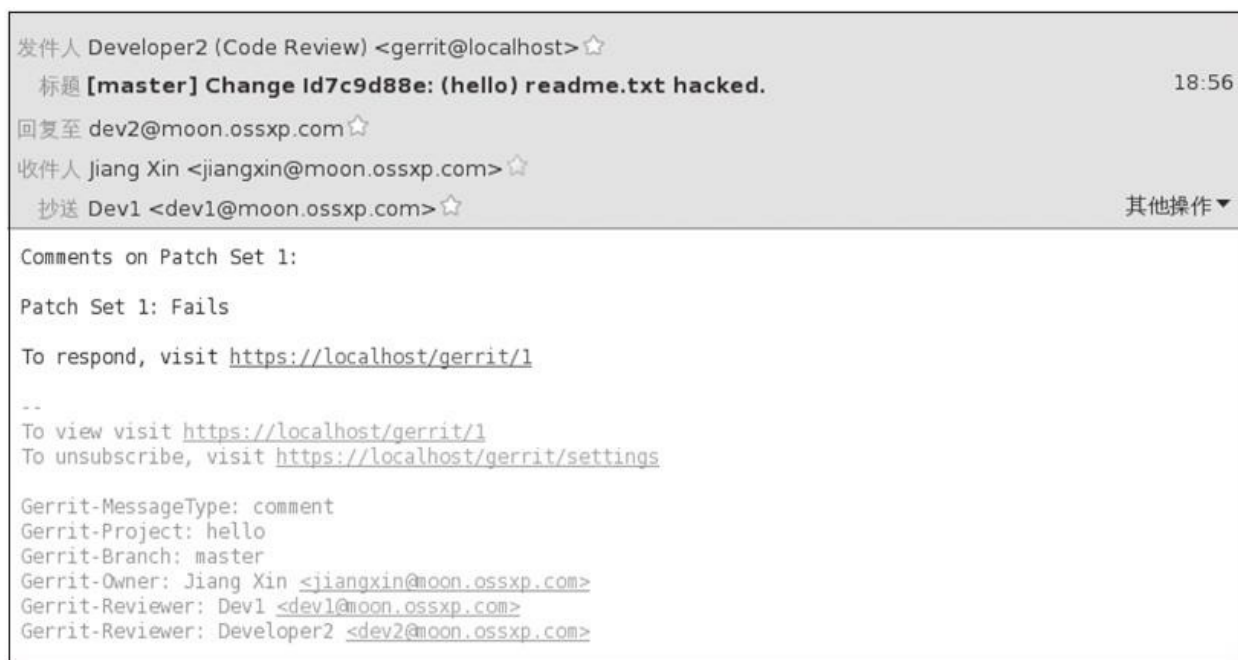 发件人 Developer2 (Code Review) <gerrit@localhost>
标题 [master] Change Id7c9d88e: (hello) readme.txt hacked. 18:56
回复至 dev2@moon.ossxp.com
收件人 Jiang Xin <jiangxin@moon.ossxp.com>
抄送 Dev1 <dev1@moon.ossxp.com> 其他操作
Comments on Patch Set 1:
Patch Set 1: Fails
To respond, visit https://localhost/gerrit/1
--
To view visit https://localhost/gerrit/1
To unsubscribe, visit https://localhost/gerrit/settings
Gerrit-MessageType: comment
Gerrit-Project: hello
Gerrit-Branch: master
Gerrit-Owner: Jiang Xin <jiangxin@moon.ossxp.com>
Gerrit-Reviewer: Dev1 <dev1@moon.ossxp.com>
Gerrit-Reviewer: Developer2 <dev2@moon.ossxp.com>